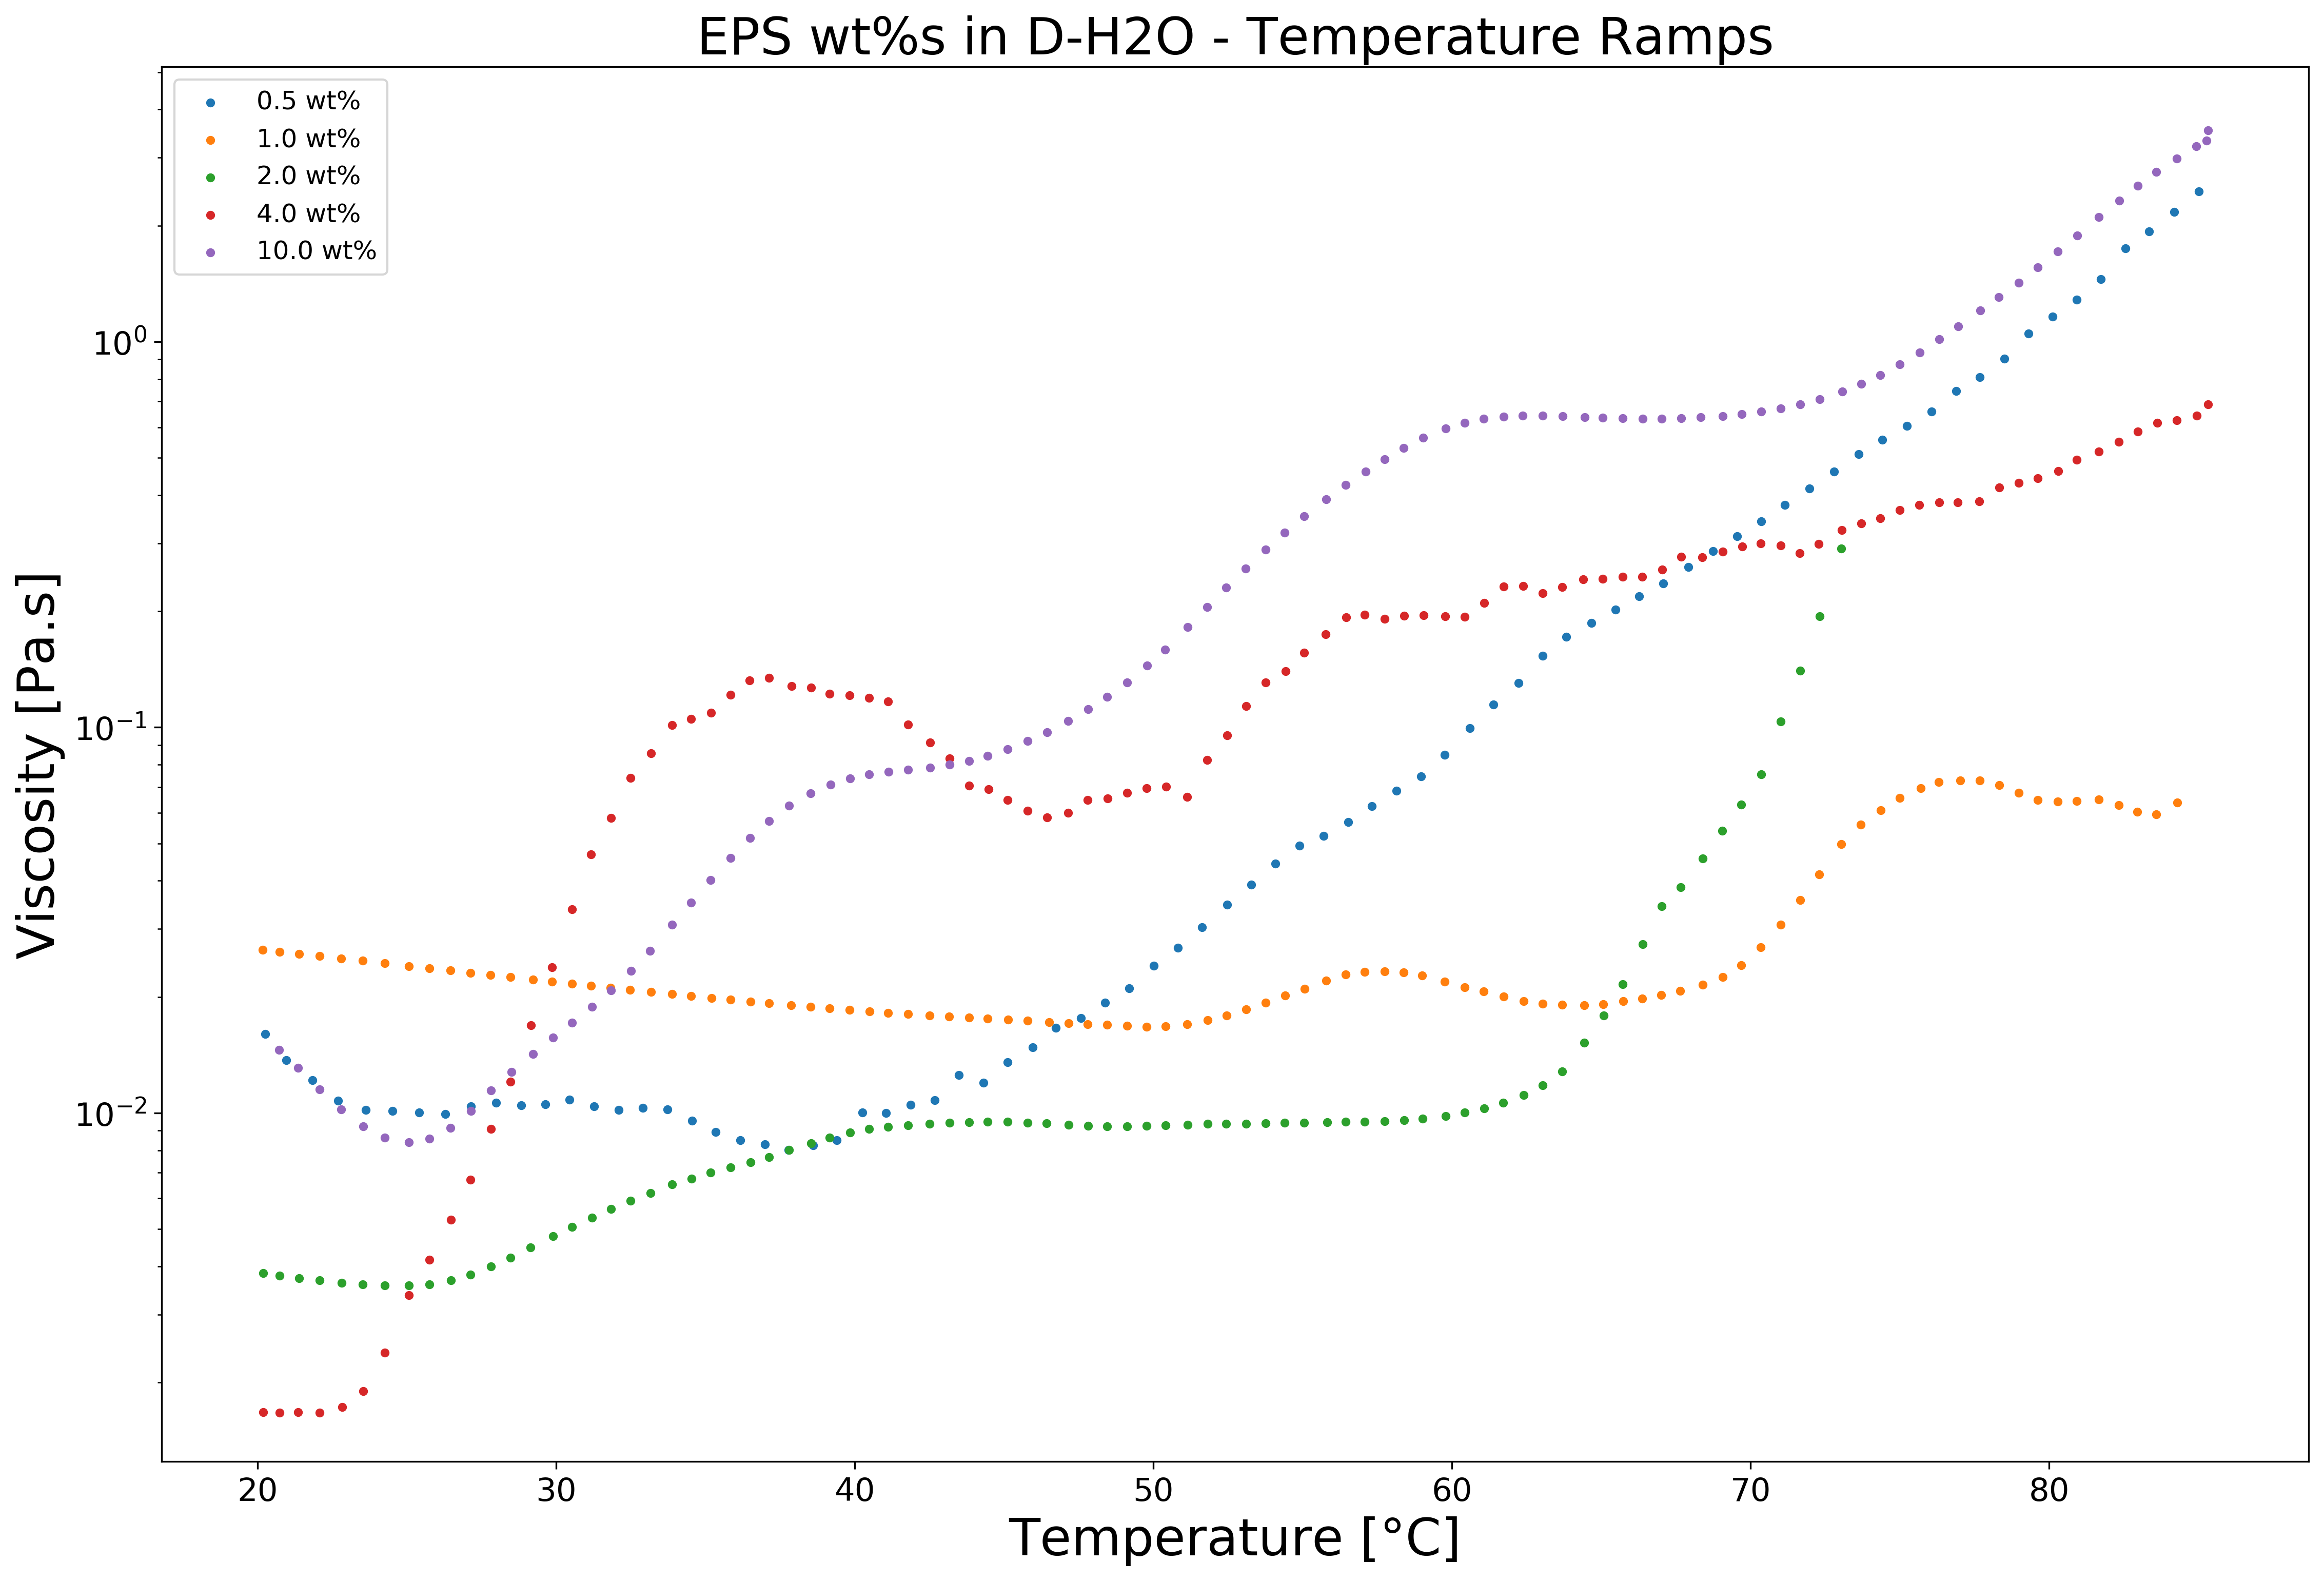 EPS wt%s in D-H2O - Temperature Ramps
0.5 wt%
1.0 wt%
2.0 wt%
4.0 wt%
10.0 wt%
Viscosity [Pa.s]
10⁰
10⁻¹
10⁻²
20 30 40 50 60 70 80
Temperature [°C]